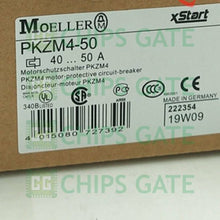 MOELLER
xStart
PKZM4-50
40 ... 50 A
Motorschutzschalter PKZM4
PKZM4 motor-protective circuit-breaker
Disjoncteur-moteur PKZM4
Made in Germany
222354
19W09
4 015080 727392
CHIPS GATE
CHIPS GATE